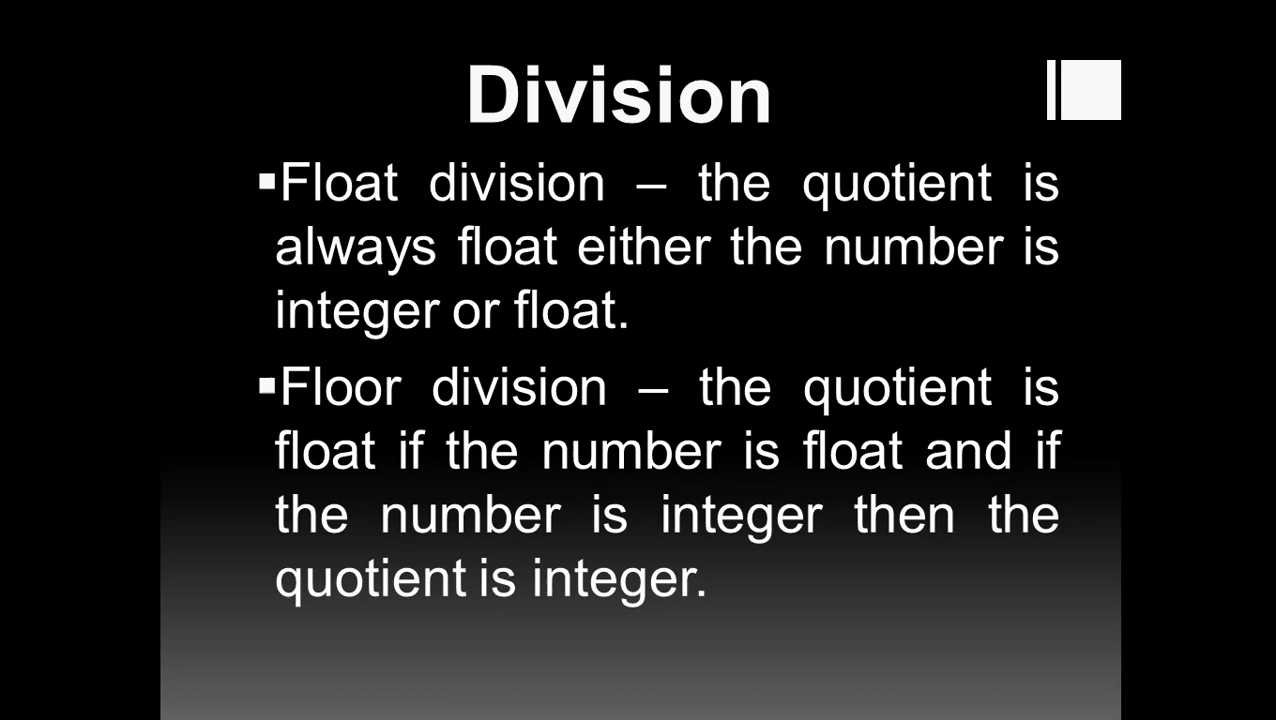 Division
▪Float division – the quotient is
always float either the number is
integer or float.
▪Floor division – the quotient is
float if the number is float and if
the number is integer then the
quotient is integer.